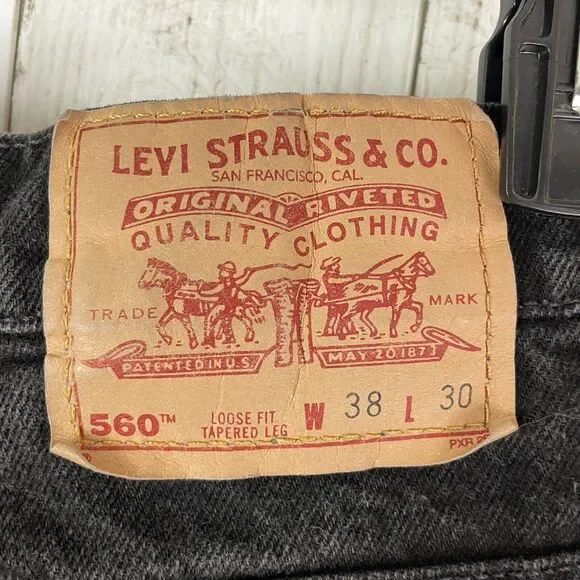 LEVI STRAUSS & CO.
SAN FRANCISCO, CAL.
ORIGINAL RIVETED
QUALITY CLOTHING
TRADE MARK
PATENTED IN U.S. MAY 20 1873
560™ LOOSE FIT TAPERED LEG W 38 L 30
PXR